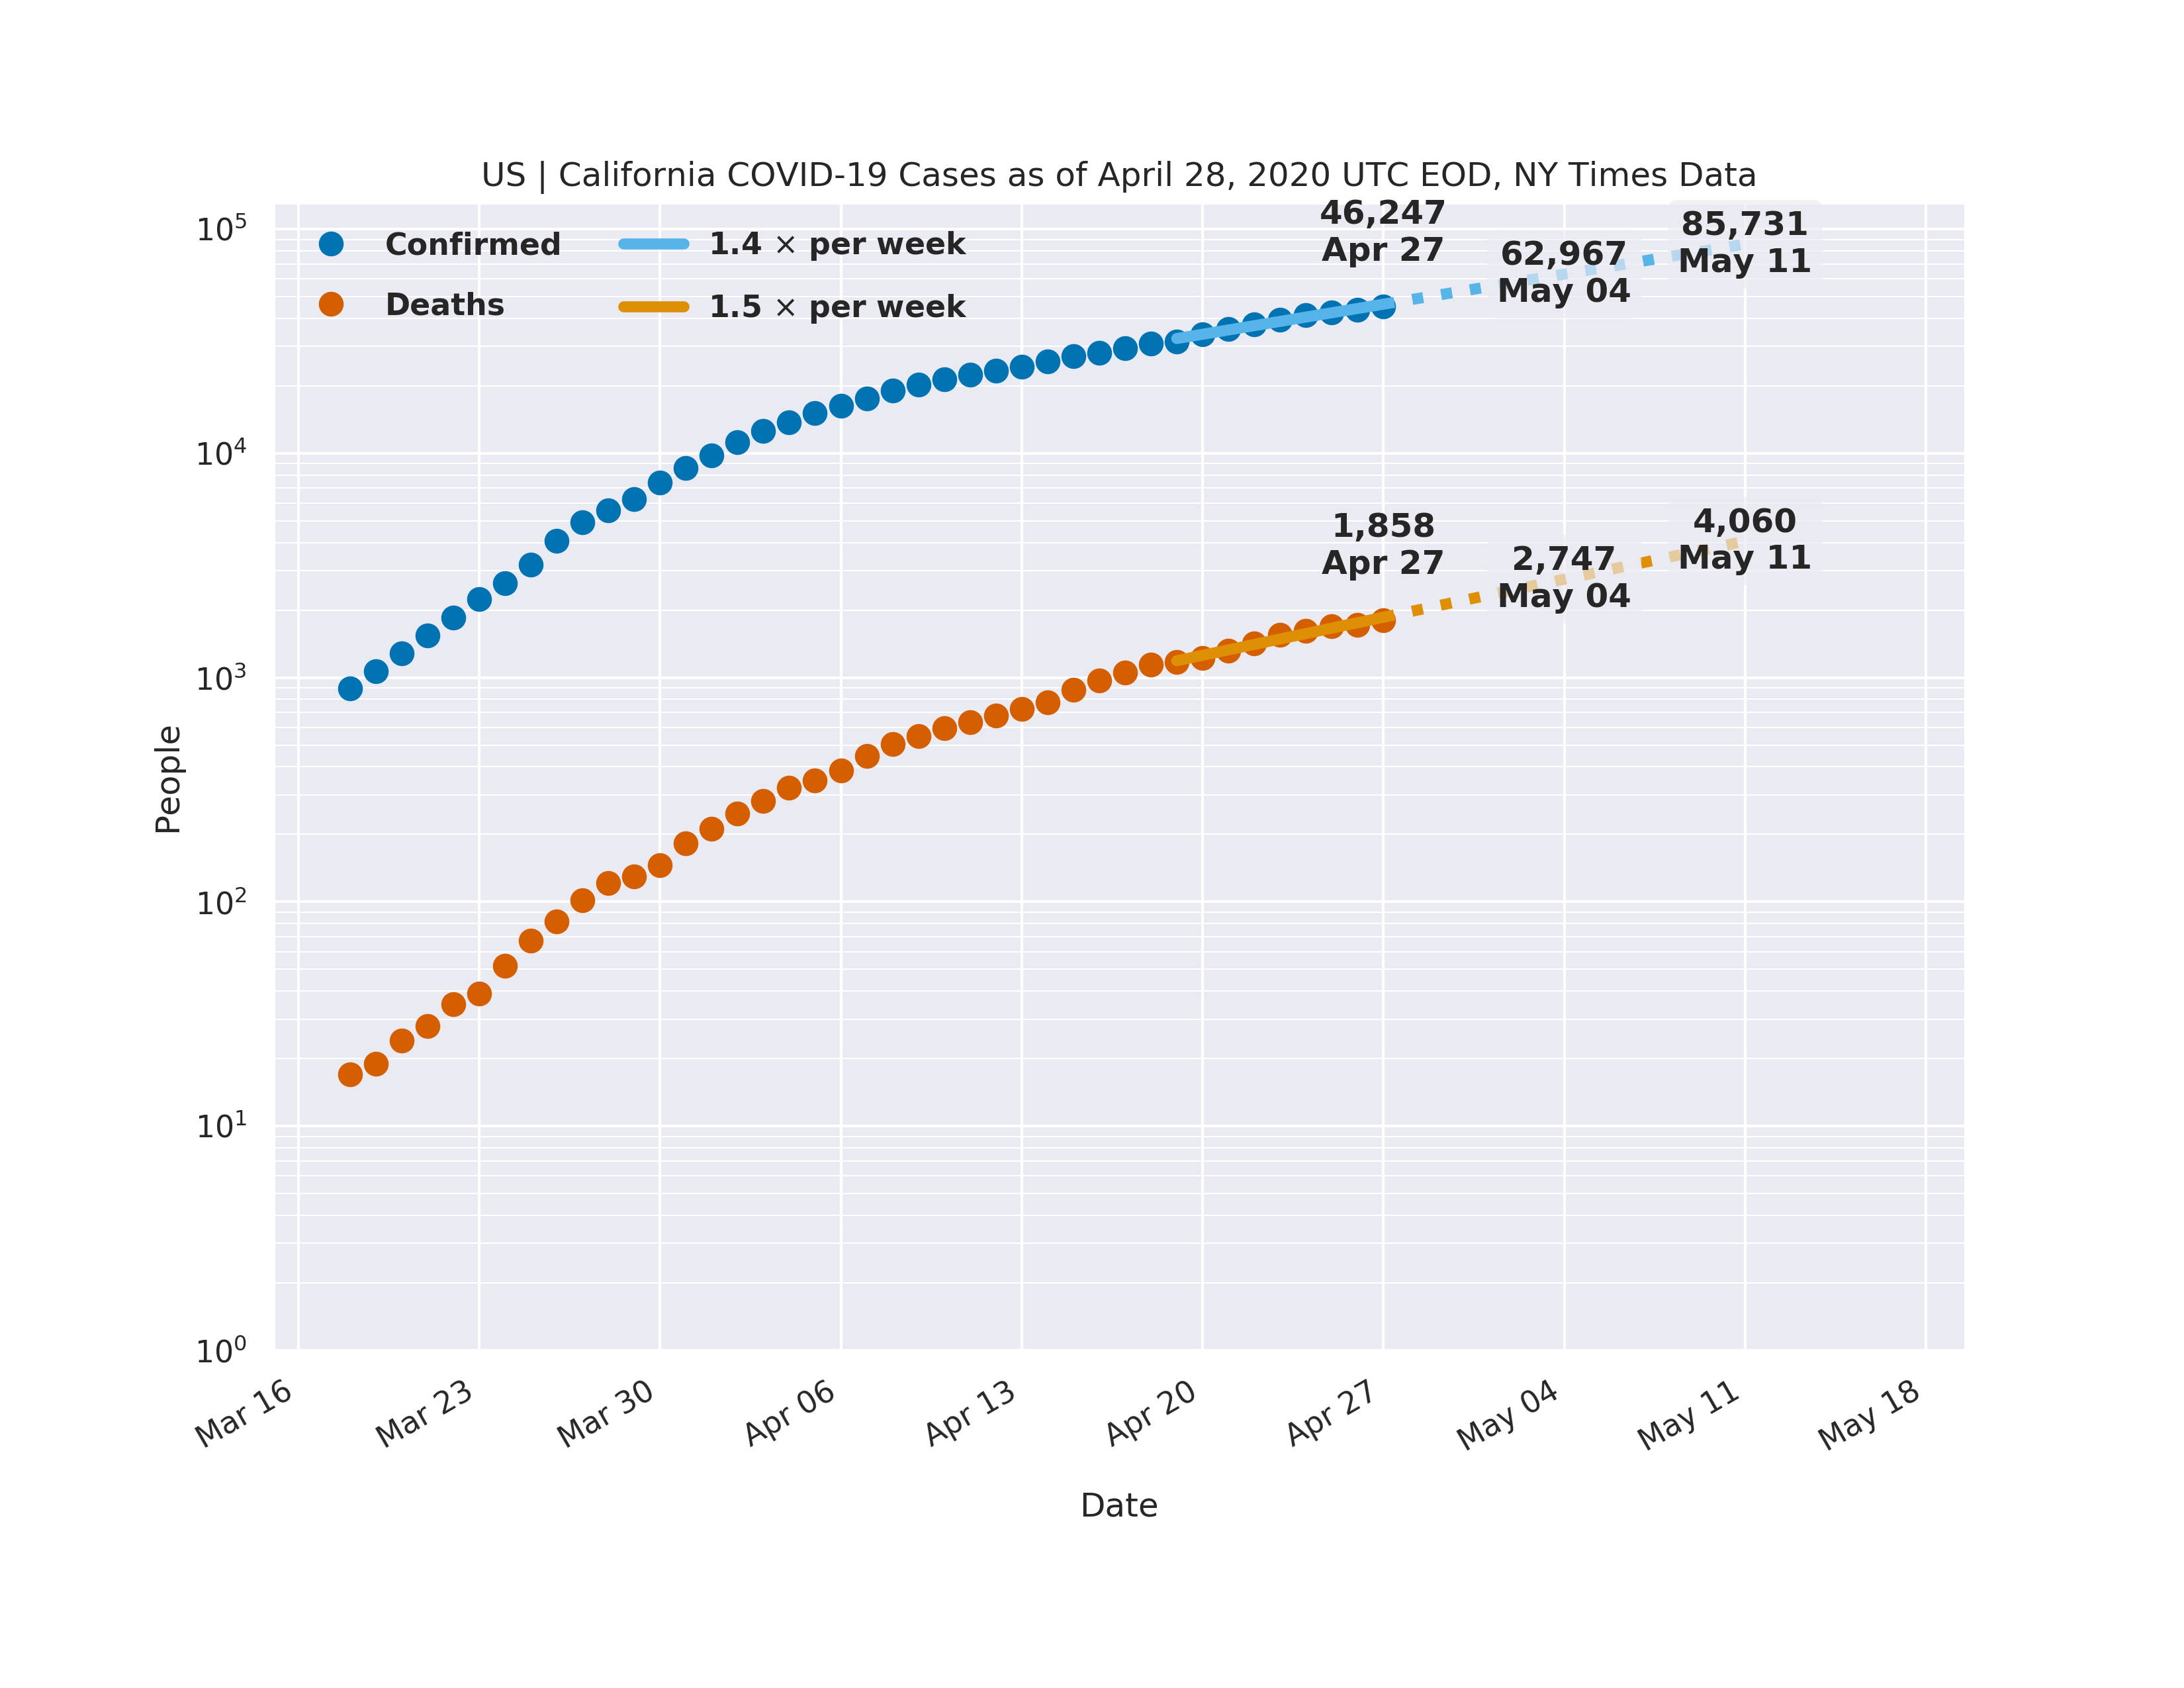 US | California COVID-19 Cases as of April 28, 2020 UTC EOD, NY Times Data
Confirmed
Deaths
1.4 × per week
1.5 × per week
46,247
Apr 27
62,967
May 04
85,731
May 11
1,858
Apr 27
2,747
May 04
4,060
May 11
People
10⁵
10⁴
10³
10²
10¹
10⁰
Mar 16
Mar 23
Mar 30
Apr 06
Apr 13
Apr 20
Apr 27
May 04
May 11
May 18
Date